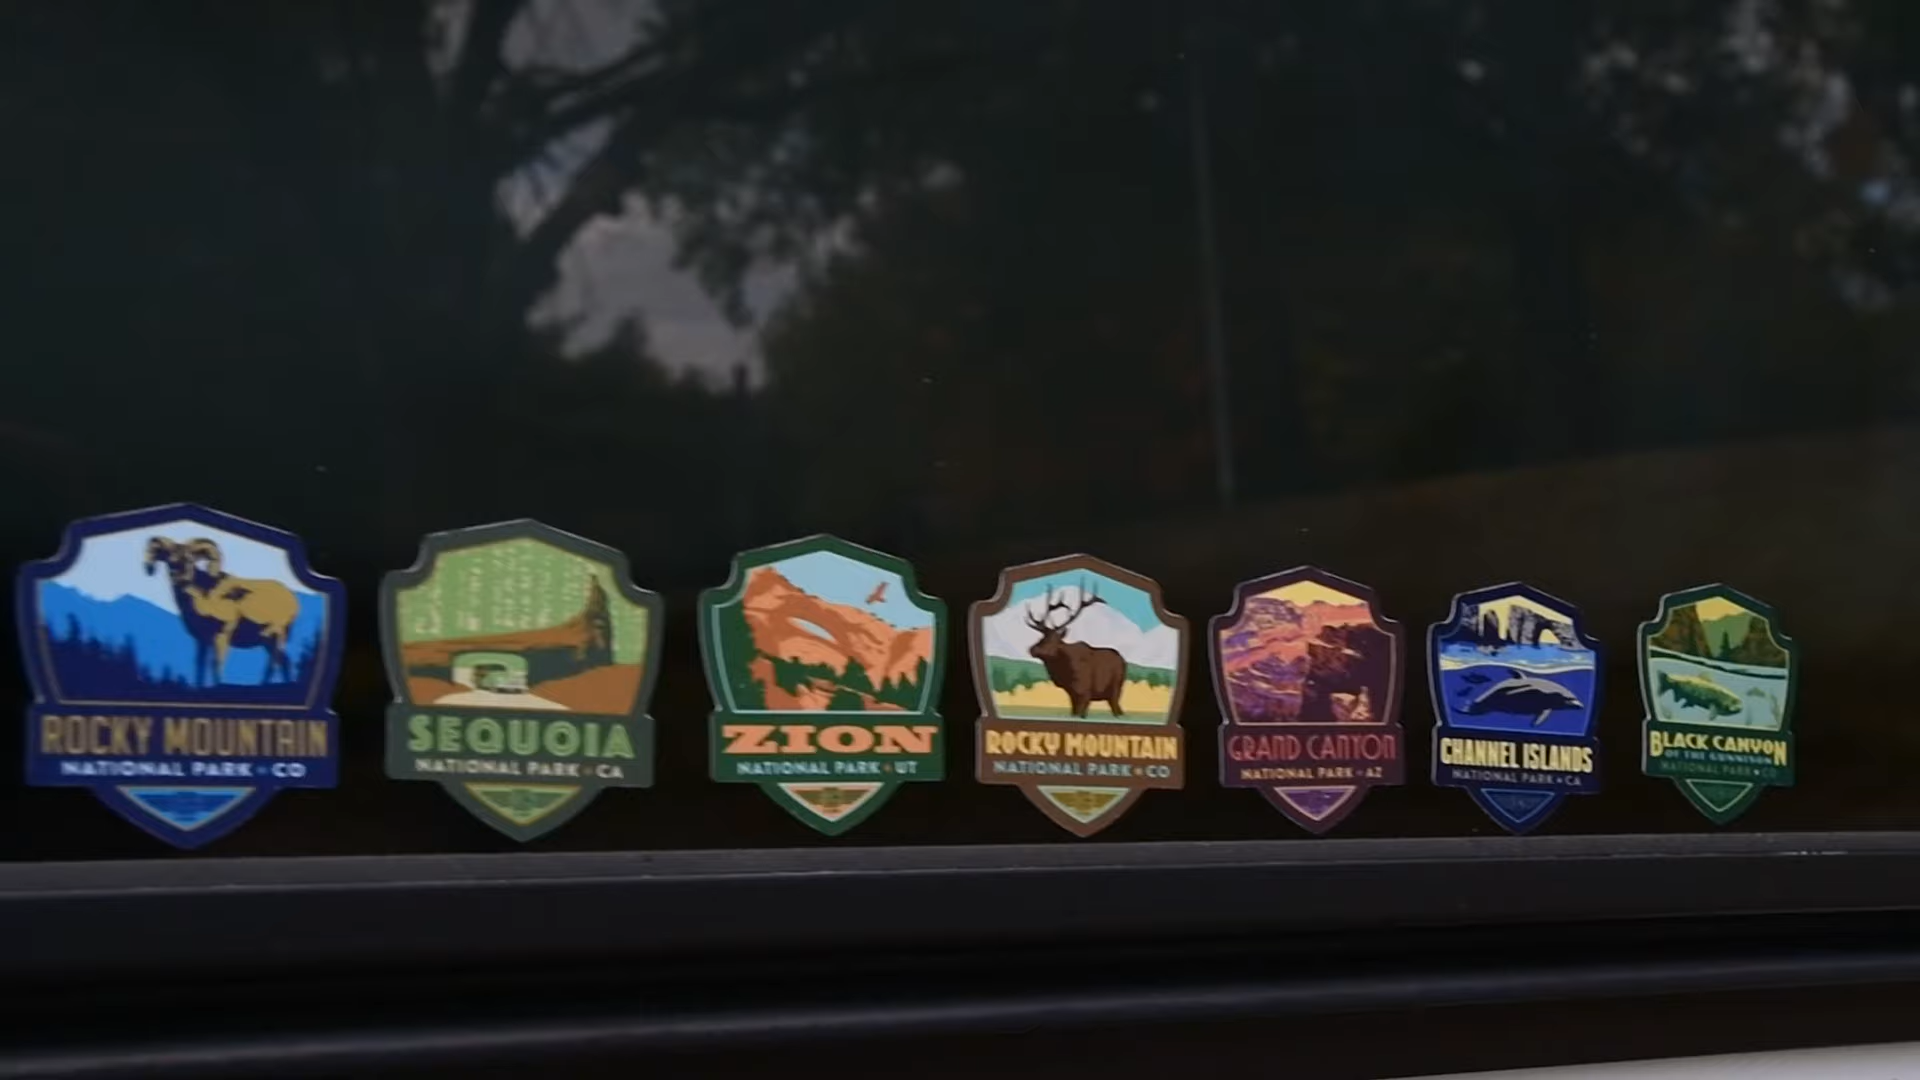 ROCKY MOUNTAIN
NATIONAL PARK • CO
SEQUOIA
NATIONAL PARK • CA
ZION
NATIONAL PARK • UT
ROCKY MOUNTAIN
NATIONAL PARK • CO
GRAND CANYON
NATIONAL PARK • AZ
CHANNEL ISLANDS
NATIONAL PARK • CA
BLACK CANYON
OF THE GUNNISON
NATIONAL PARK • CO